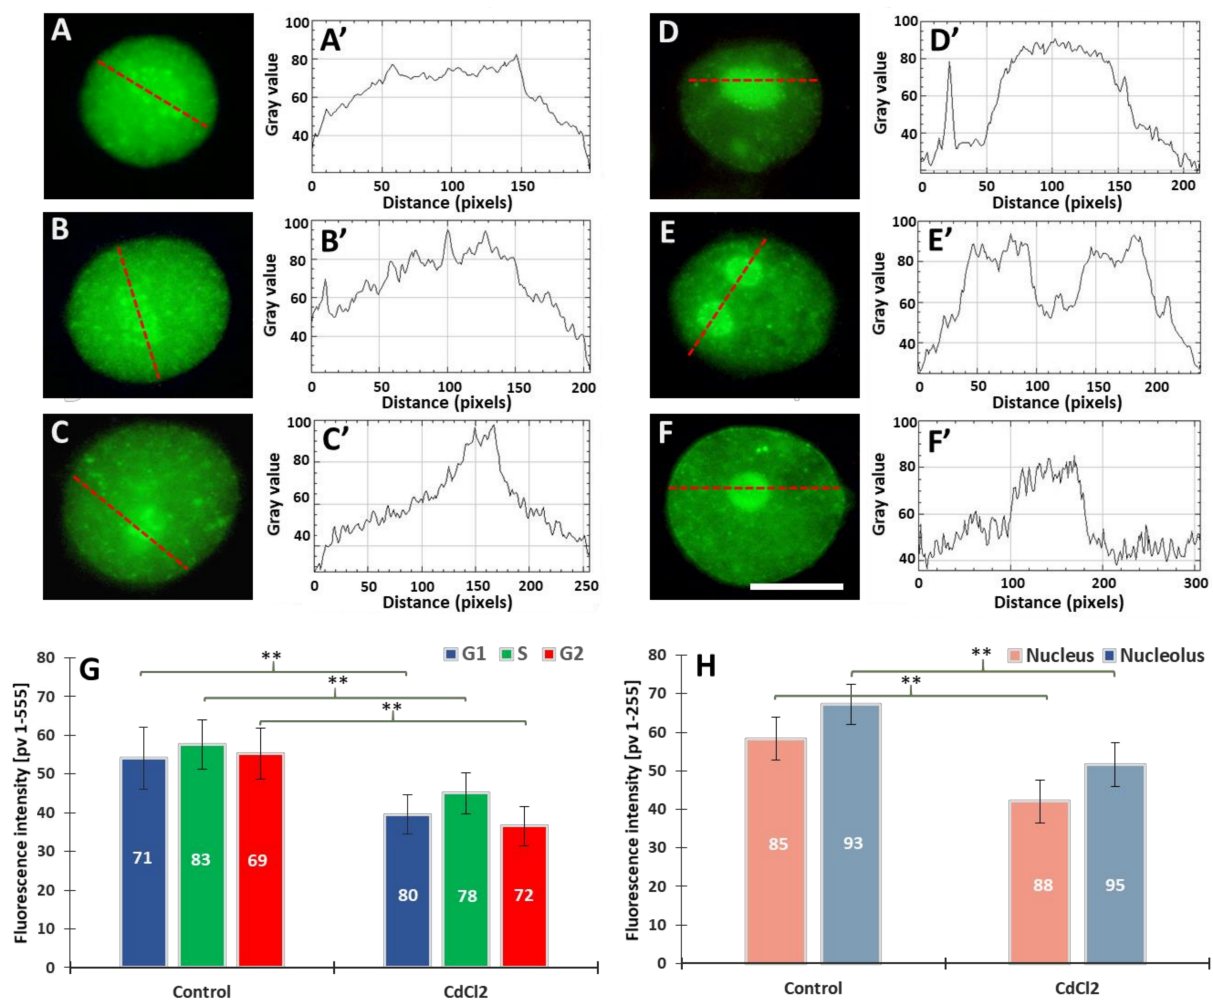 A
A’
100
80
60
40
Gray value
0
50
100
150
Distance (pixels)
D
D’
100
80
60
40
Gray value
0
50
100
150
200
Distance (pixels)
B
B’
100
80
60
40
Gray value
0
50
100
150
200
Distance (pixels)
E
E’
100
80
60
40
Gray value
0
50
100
150
200
Distance (pixels)
C
C’
100
80
60
40
Gray value
0
50
100
150
200
250
Distance (pixels)
F
F’
100
80
60
40
Gray value
0
100
200
300
Distance (pixels)
G
G1 S G2
Fluorescence intensity [pv 1-555]
80
70
60
50
40
30
20
10
0
**
**
**
71 83 69
80 78 72
Control CdCl2
H
Nucleus Nucleolus
Fluorescence intensity [pv 1-255]
80
70
60
50
40
30
20
10
0
**
**
85 93
88 95
Control CdCl2